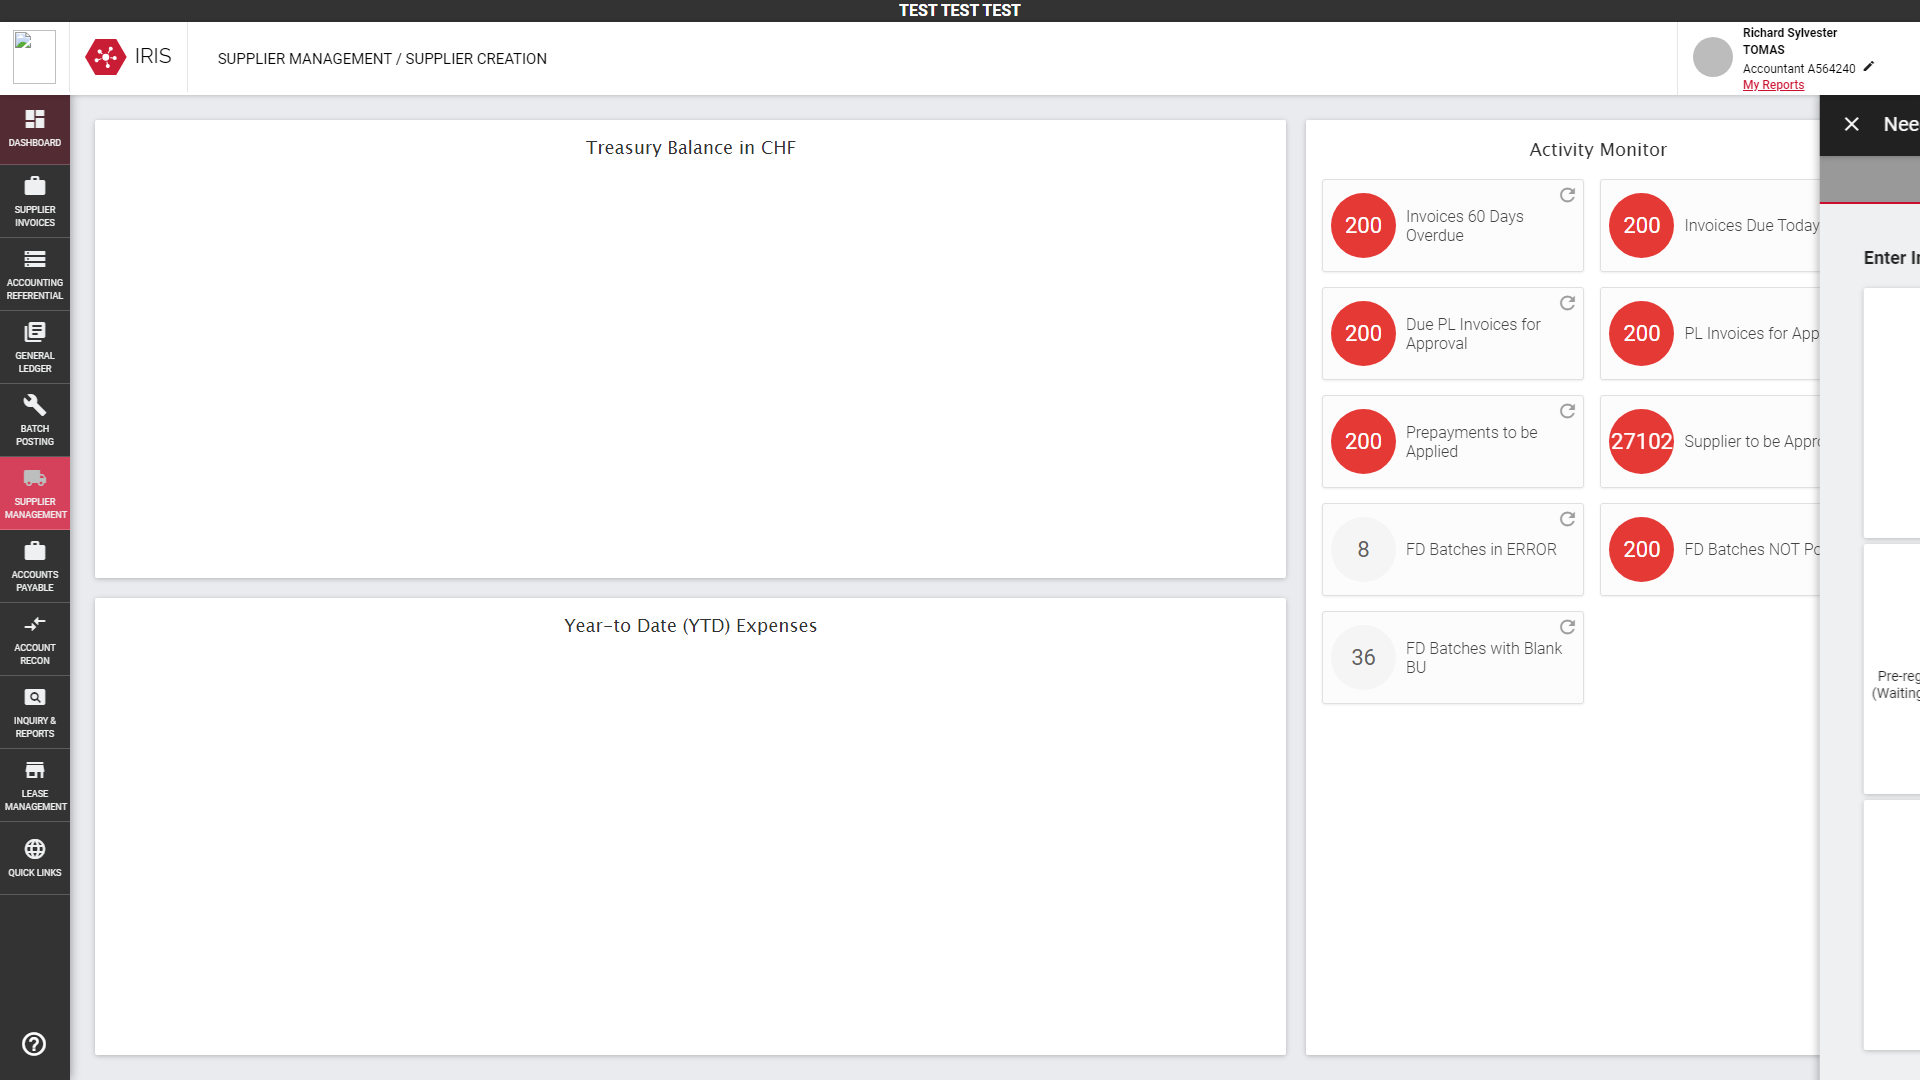 TEST TEST TEST
IRIS
SUPPLIER MANAGEMENT / SUPPLIER CREATION
Richard Sylvester
TOMAS
Accountant A564240
My Reports
DASHBOARD
SUPPLIER
INVOICES
ACCOUNTING
REFERENTIAL
GENERAL
LEDGER
BATCH
POSTING
SUPPLIER
MANAGEMENT
ACCOUNTS
PAYABLE
ACCOUNT
RECON
INQUIRY &
REPORTS
LEASE
MANAGEMENT
QUICK LINKS
Treasury Balance in CHF
Year-to Date (YTD) Expenses
Activity Monitor
200
Invoices 60 Days
Overdue
200
Invoices Due Today
200
Due PL Invoices for
Approval
200
PL Invoices for App
200
Prepayments to be
Applied
27102
Supplier to be Appr
8
FD Batches in ERROR
200
FD Batches NOT Po
36
FD Batches with Blank
BU
Nee
Enter I
Pre-reg
(Waiting